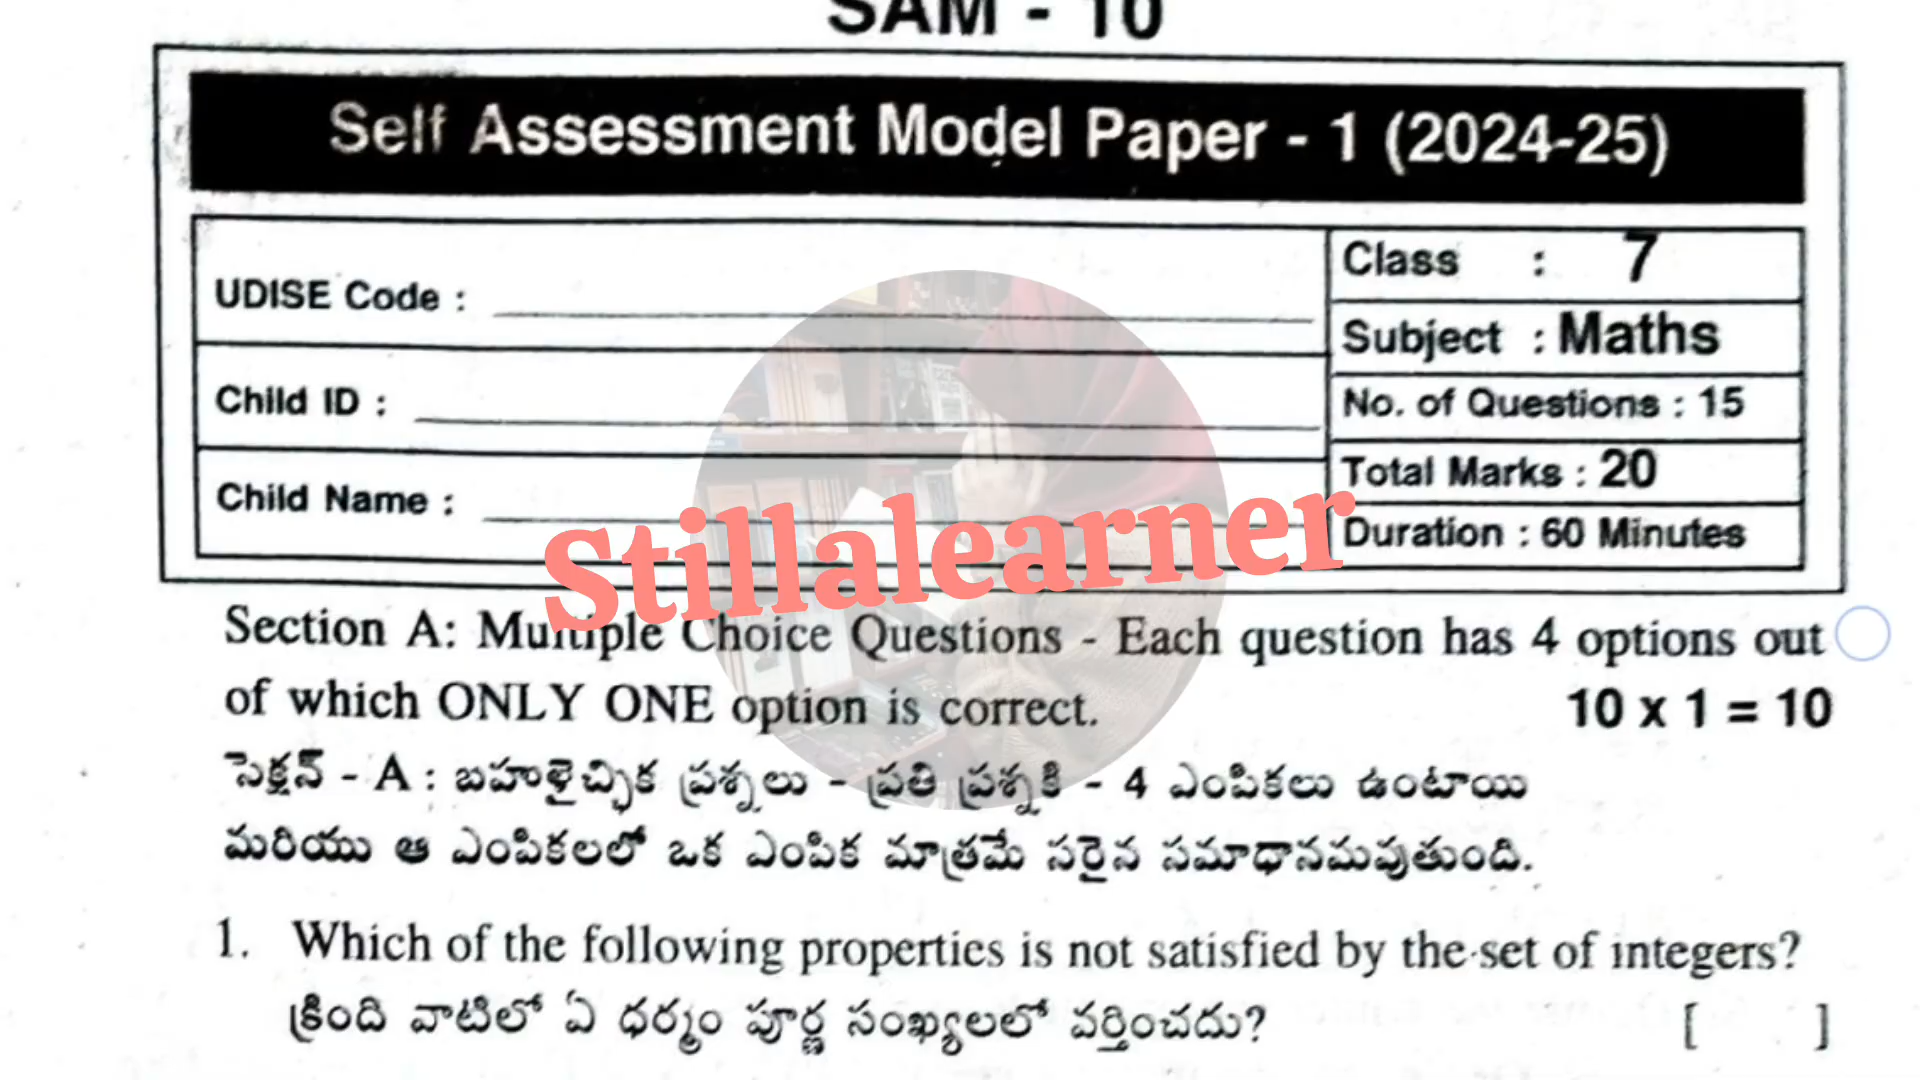 SAM - 10
Self Assessment Model Paper - 1 (2024-25)
UDISE Code :
Class : 7
Subject : Maths
Child ID :
No. of Questions : 15
Total Marks : 20
Child Name :
Duration : 60 Minutes
Stillalearner
Section A: Multiple Choice Questions - Each question has 4 options out
of which ONLY ONE option is correct. 10 x 1 = 10
సెక్షన్ - A : బహుళైచ్ఛిక ప్రశ్నలు - ప్రతి ప్రశ్నకి - 4 ఎంపికలు ఉంటాయి
మరియు ఆ ఎంపికలలో ఒక ఎంపిక మాత్రమే సరైన సమాధానమవుతుంది.
1. Which of the following properties is not satisfied by the set of integers?
క్రింది వాటిలో ఏ ధర్మం పూర్ణ సంఖ్యలలో వర్తించదు? [ ]